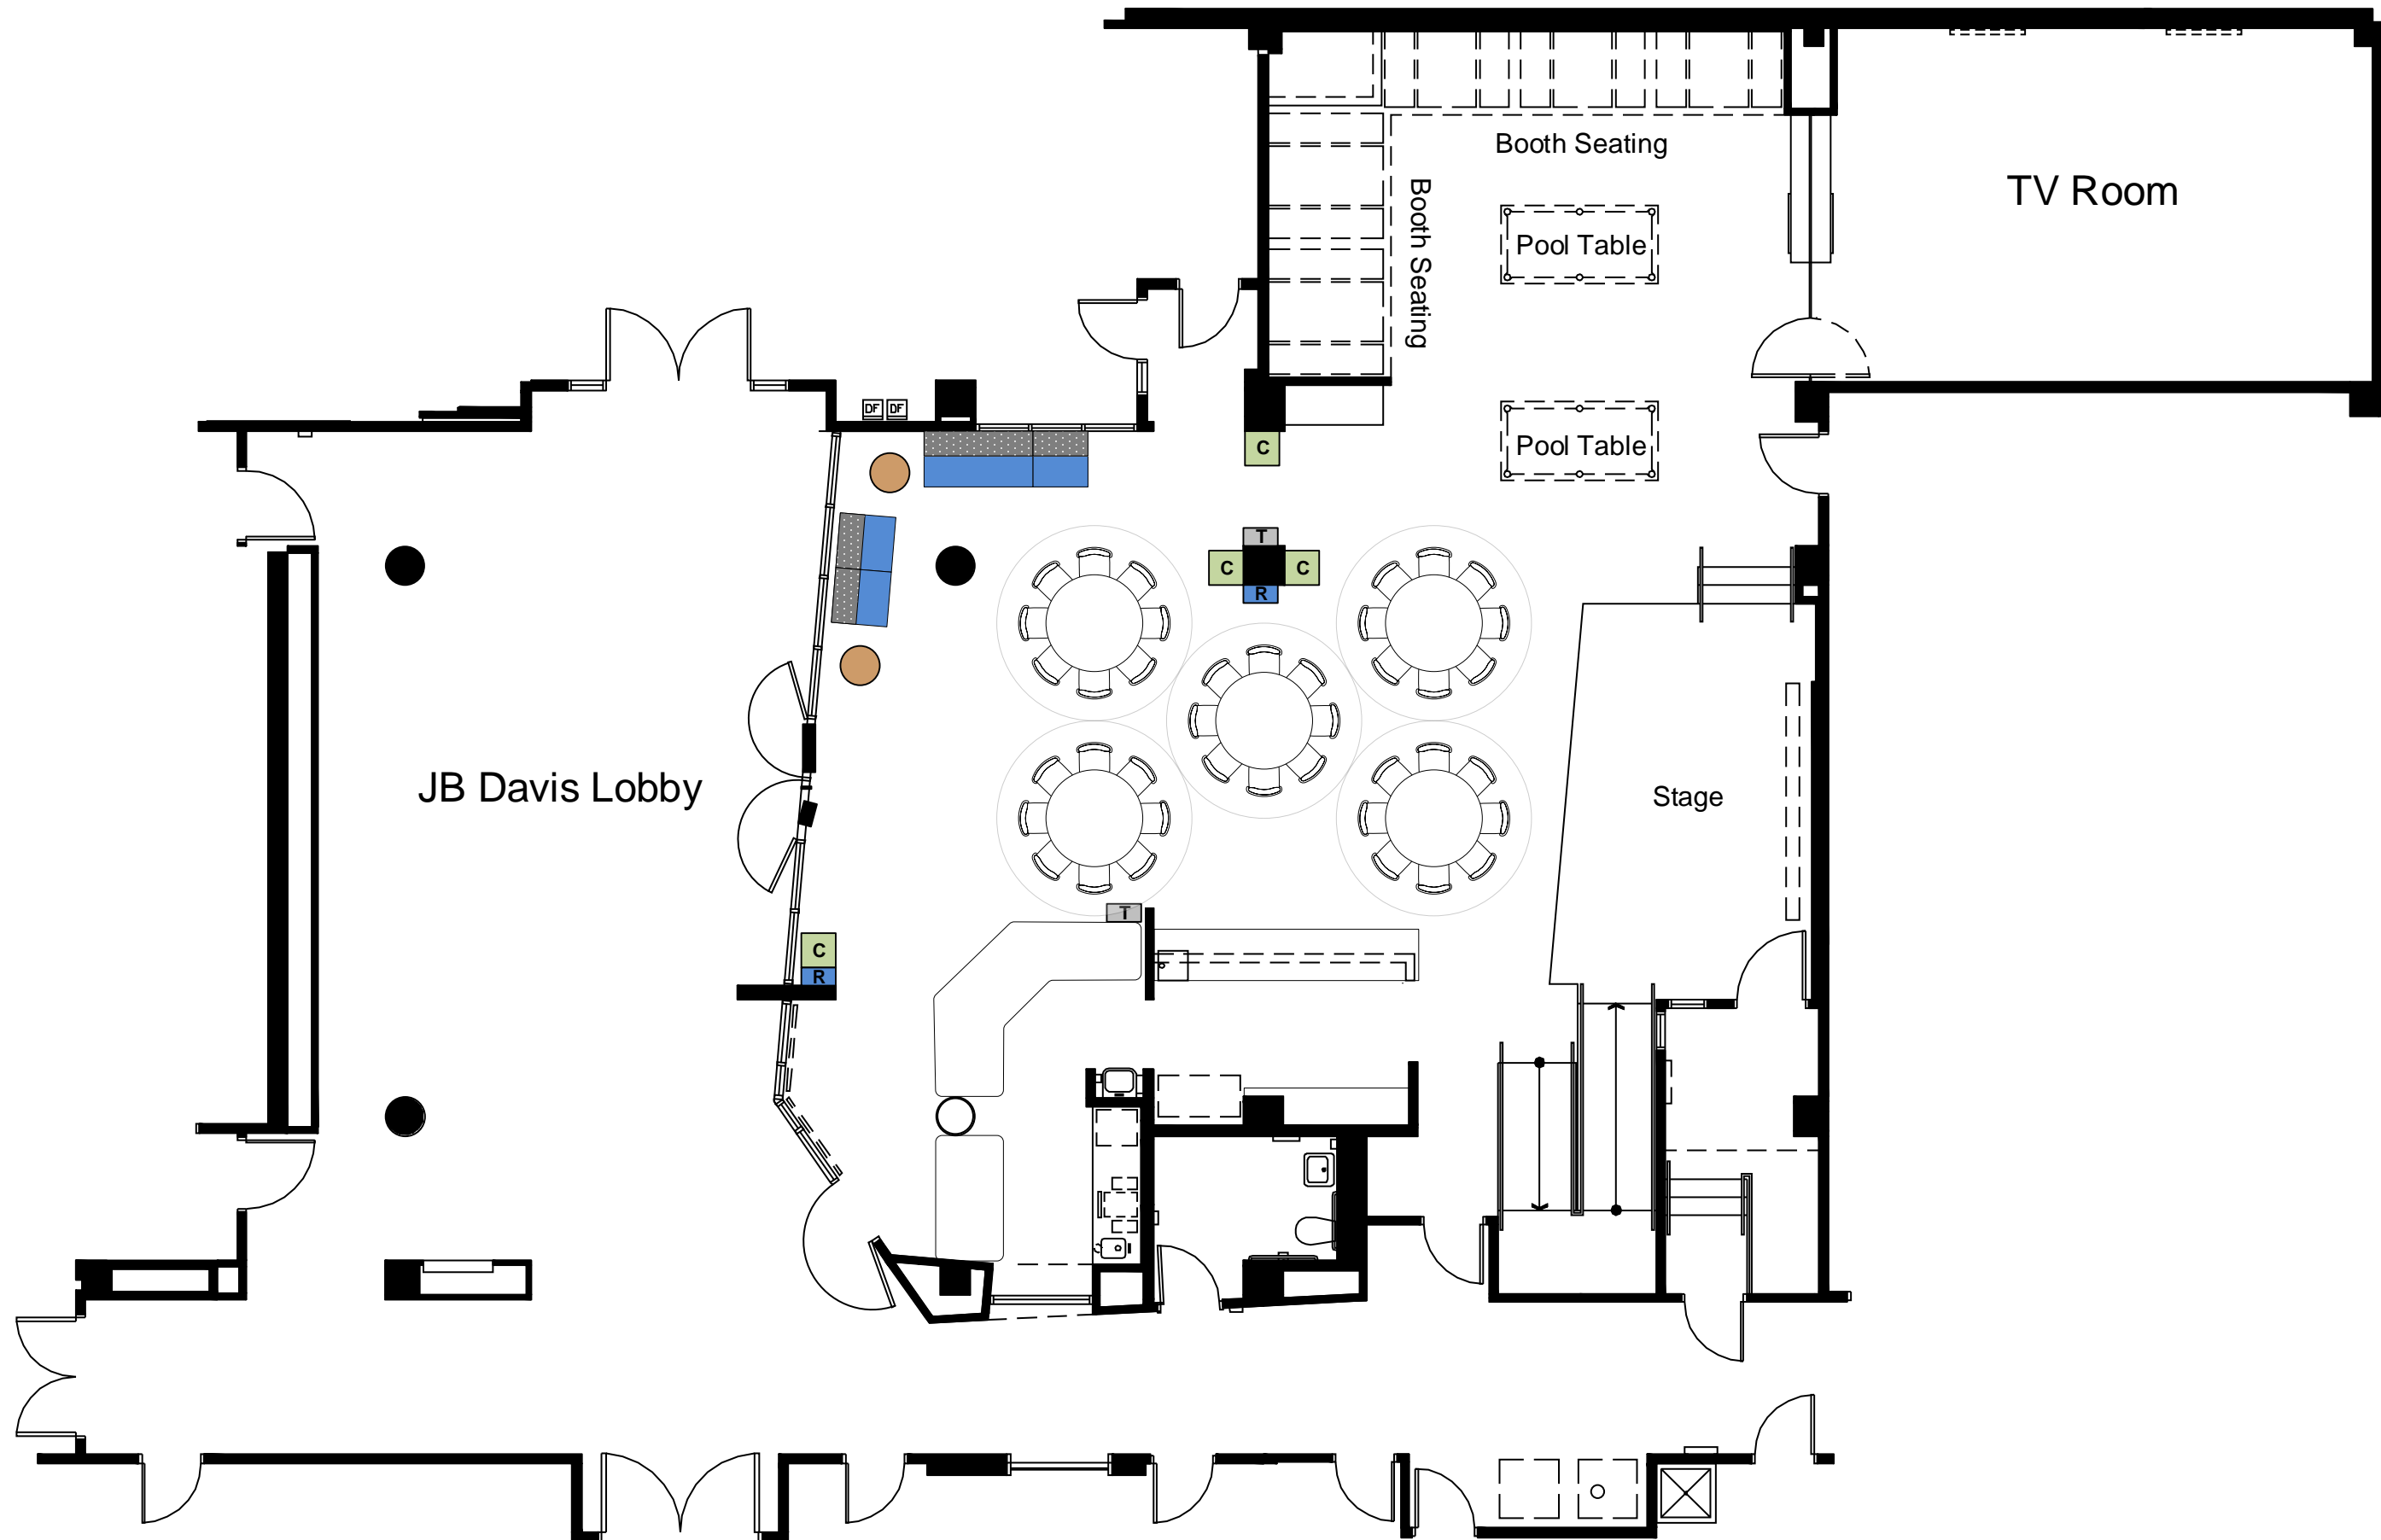 Booth Seating
TV Room
Booth Seating
Pool Table
DF DF
Pool Table
C
T
C C
R
JB Davis Lobby
Stage
T
C
R